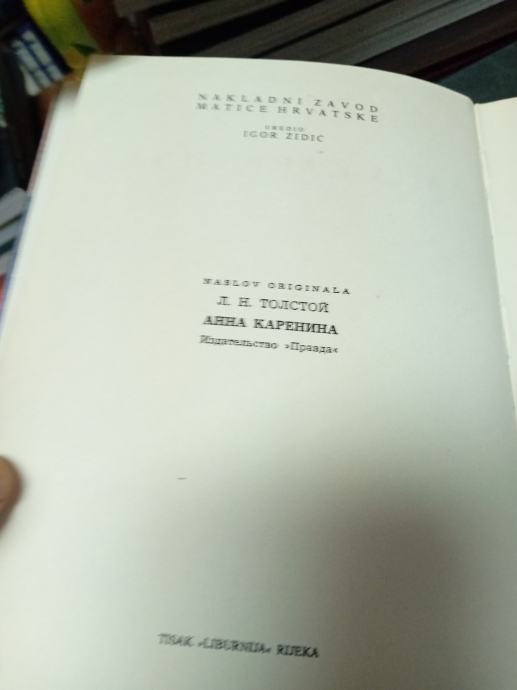 NAKLADNI ZAVOD
MATICE HRVATSKE
UREDIO
IGOR ZIDIĆ
NASLOV ORIGINALA
Л. Н. ТОЛСТОЙ
АННА КАРЕНИНА
Издательство »Правда«
TISAK »LIBURNIJA« RIJEKA